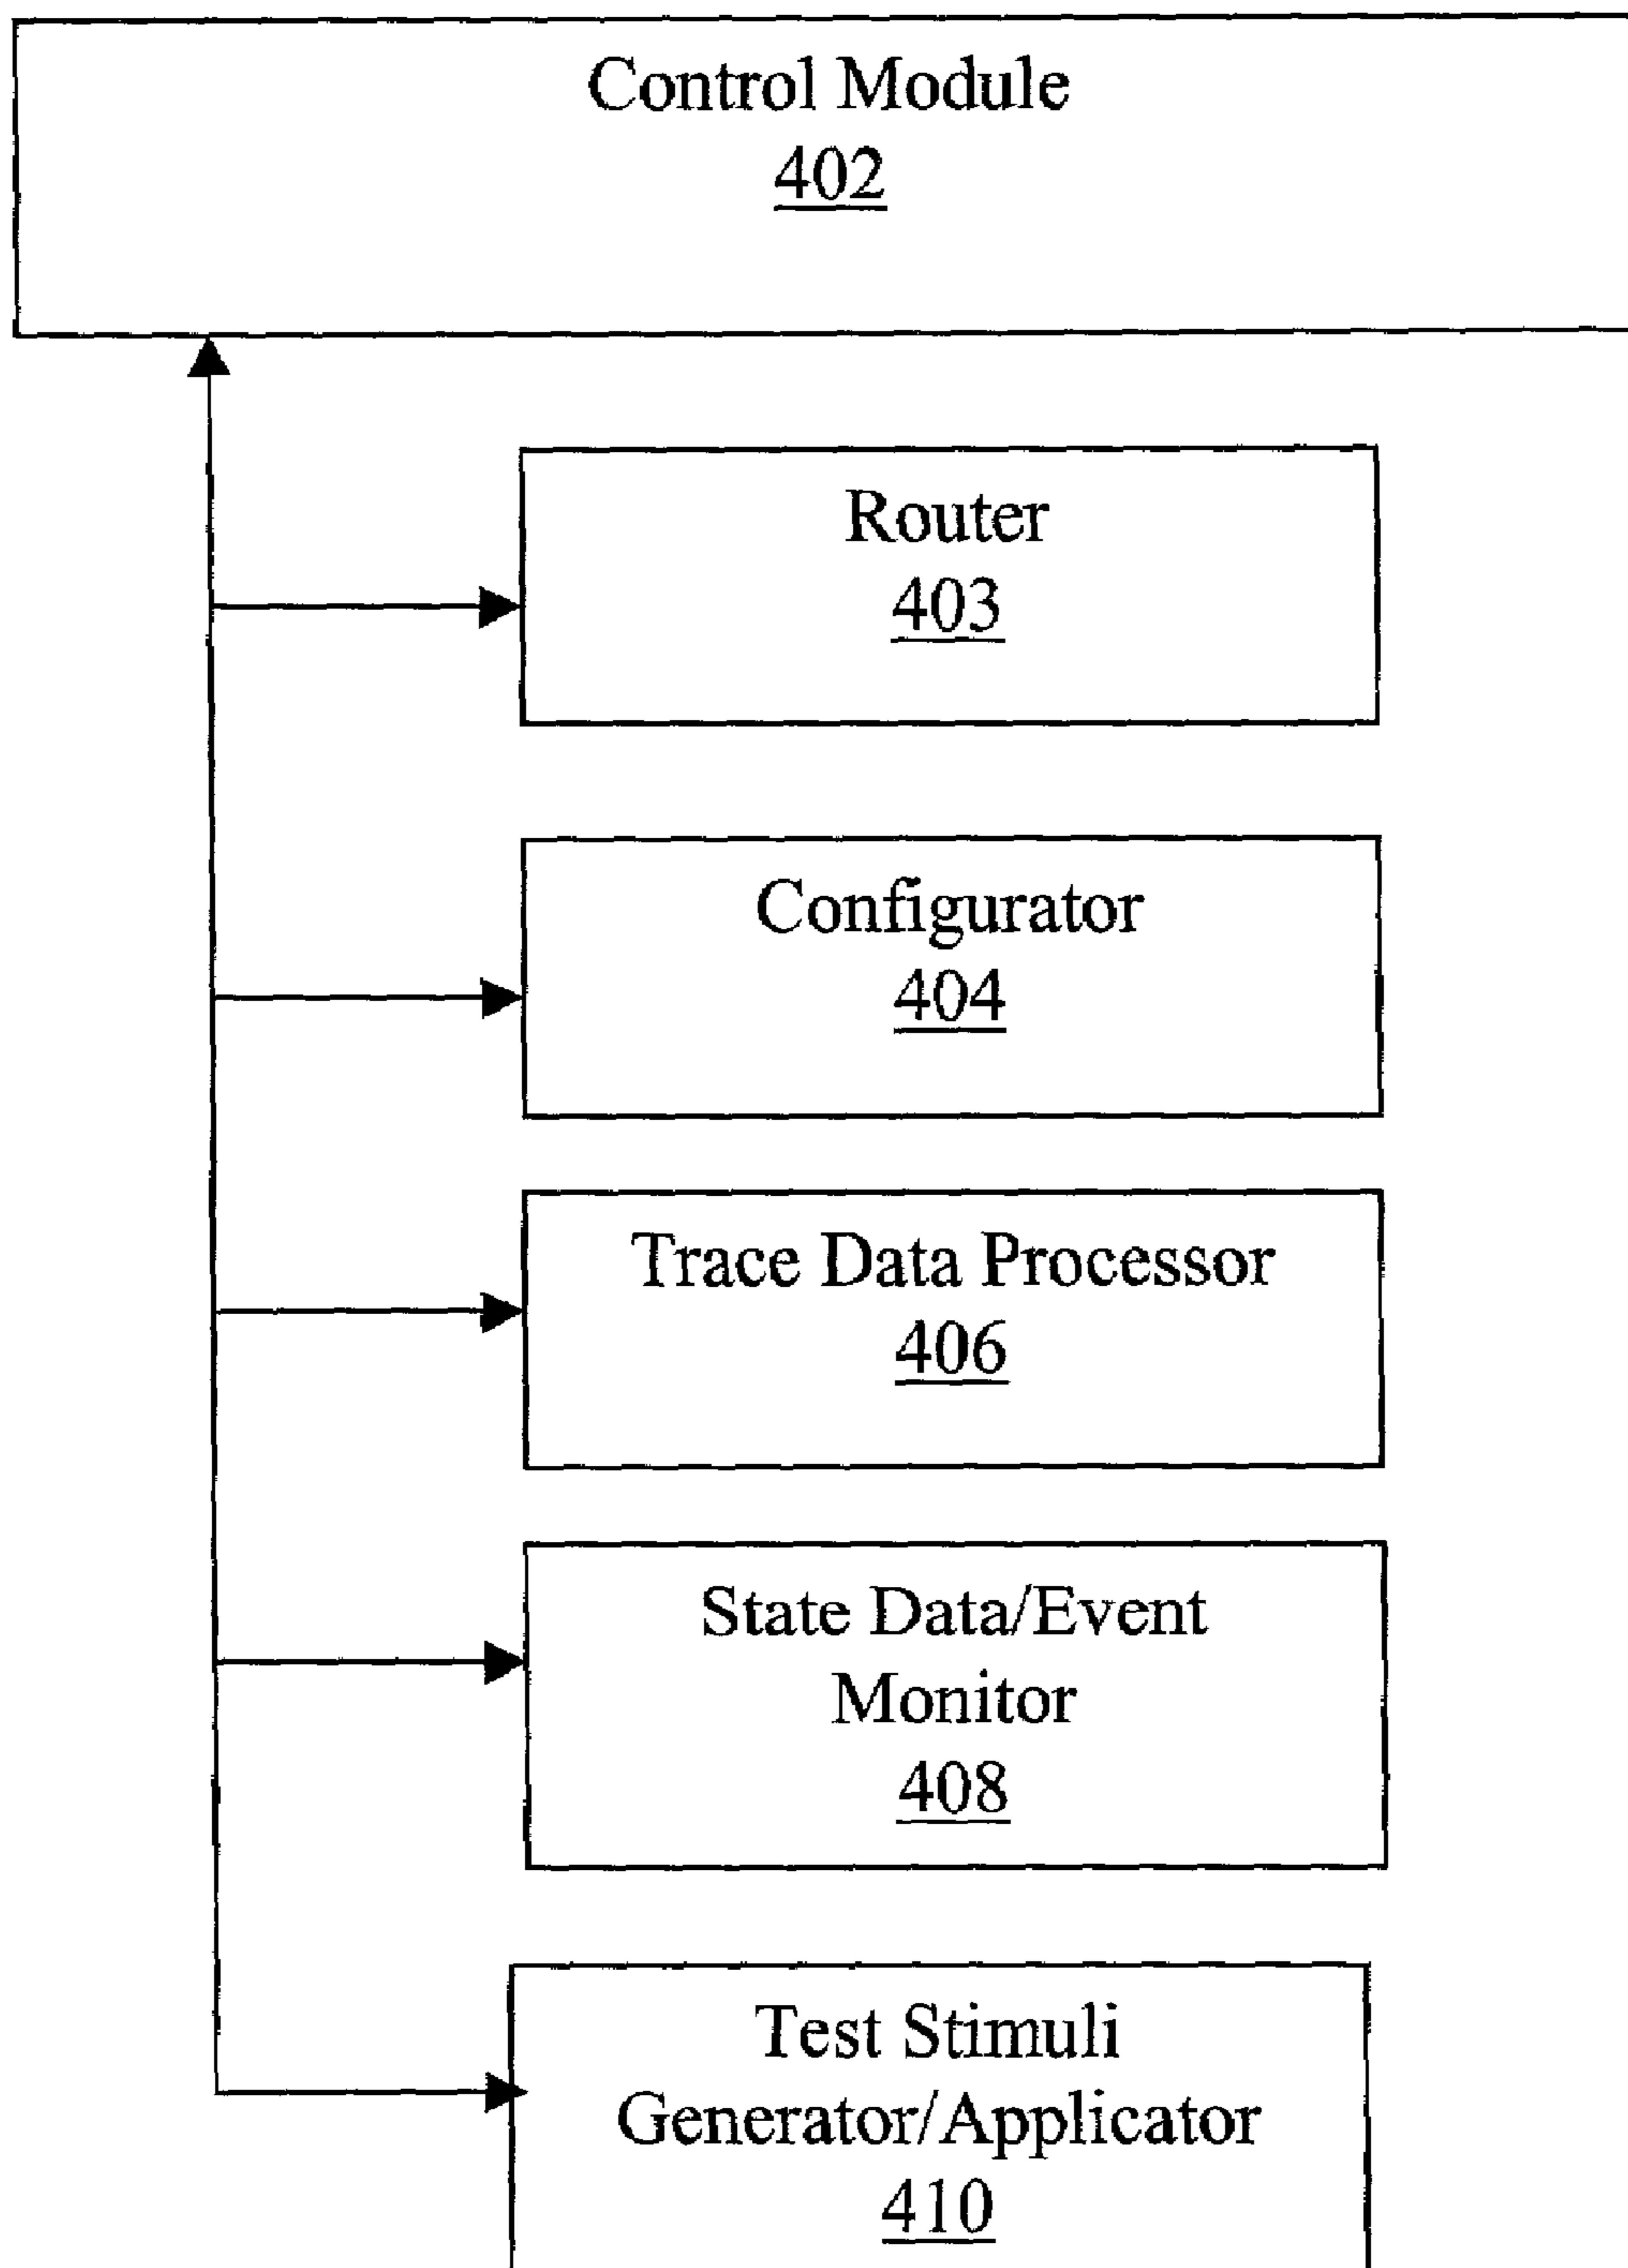 Control Module
402
Router
403
Configurator
404
Trace Data Processor
406
State Data/Event
Monitor
408
Test Stimuli
Generator/Applicator
410